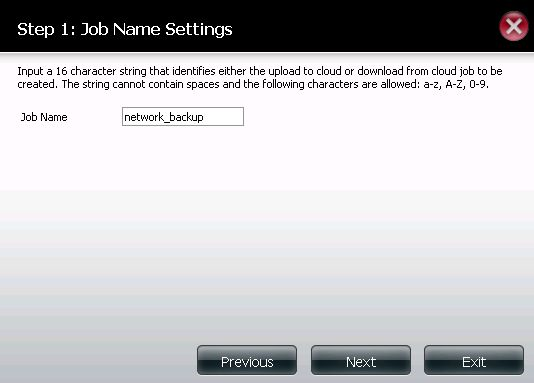 Step 1: Job Name Settings
Input a 16 character string that identifies either the upload to cloud or download from cloud job to be
created. The string cannot contain spaces and the following characters are allowed: a-z, A-Z, 0-9.
Job Name network_backup
Previous Next Exit